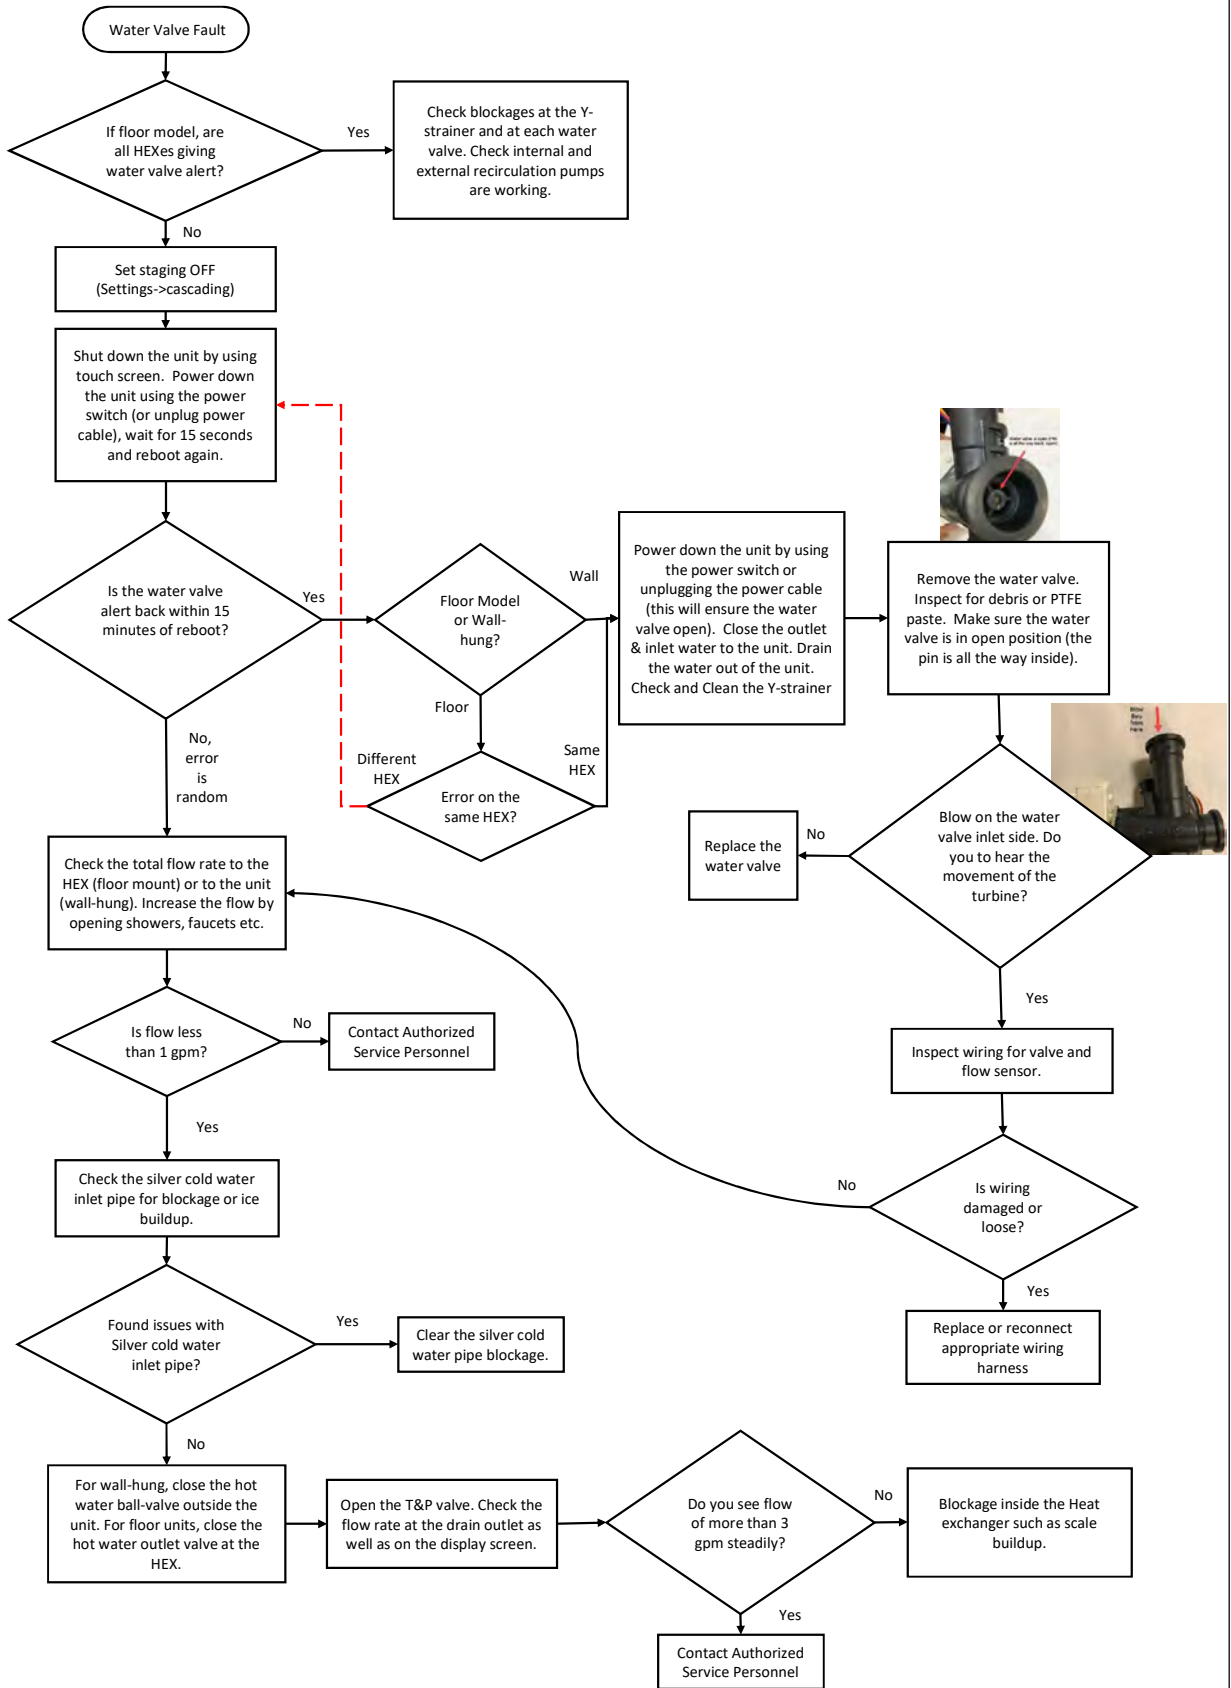 Water Valve Fault
If floor model, are
all HEXes giving
water valve alert?
Yes
Check blockages at the Y-
strainer and at each water
valve. Check internal and
external recirculation pumps
are working.
No
Set staging OFF
(Settings->cascading)
Shut down the unit by using
touch screen.  Power down
the unit using the power
switch (or unplug power
cable), wait for 15 seconds
and reboot again.
Is the water valve
alert back within 15
minutes of reboot?
Yes
Floor Model
or Wall-
hung?
Wall
Power down the unit by using
the power switch or
unplugging the power cable
(this will ensure the water
valve open).  Close the outlet
& inlet water to the unit. Drain
the water out of the unit.
Check and Clean the Y-strainer
Remove the water valve.
Inspect for debris or PTFE
paste.  Make sure the water
valve is in open position (the
pin is all the way inside).
Floor
Different
HEX
Same
HEX
Error on the
same HEX?
No,
error
is
random
Blow
thru
from
here
Blow on the water
valve inlet side. Do
you to hear the
movement of the
turbine?
No
Replace the
water valve
Check the total flow rate to the
HEX (floor mount) or to the unit
(wall-hung). Increase the flow by
opening showers, faucets etc.
Yes
Is flow less
than 1 gpm?
No
Contact Authorized
Service Personnel
Inspect wiring for valve and
flow sensor.
Yes
Check the silver cold water
inlet pipe for blockage or ice
buildup.
No
Is wiring
damaged or
loose?
Yes
Replace or reconnect
appropriate wiring
harness
Found issues with
Silver cold water
inlet pipe?
Yes
Clear the silver cold
water pipe blockage.
No
For wall-hung, close the hot
water ball-valve outside the
unit. For floor units, close the
hot water outlet valve at the
HEX.
Open the T&P valve. Check the
flow rate at the drain outlet as
well as on the display screen.
Do you see flow
of more than 3
gpm steadily?
No
Blockage inside the Heat
exchanger such as scale
buildup.
Yes
Contact Authorized
Service Personnel